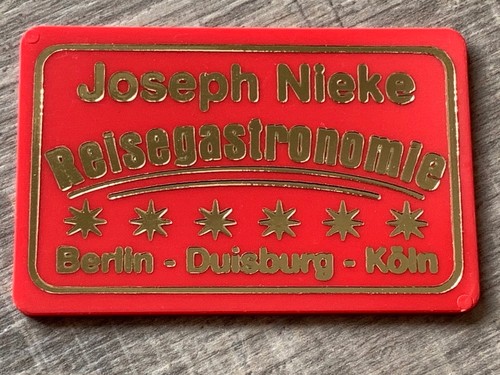 Joseph Nieke
Reisegastronomie
Berlin - Duisburg - Köln